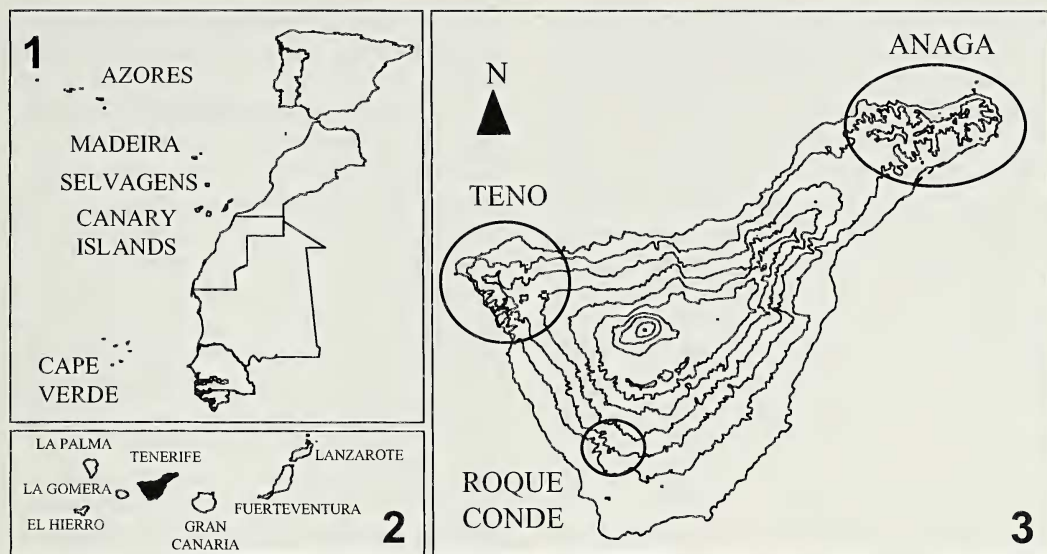 1
AZORES
MADEIRA
SELVAGENS
CANARY
ISLANDS
CAPE
VERDE
LA PALMA
TENERIFE
LANZAROTE
LA GOMERA
FUERTEVENTURA
EL HIERRO
GRAN
CANARIA
2
ANAGA
N
TENO
ROQUE
CONDE
3